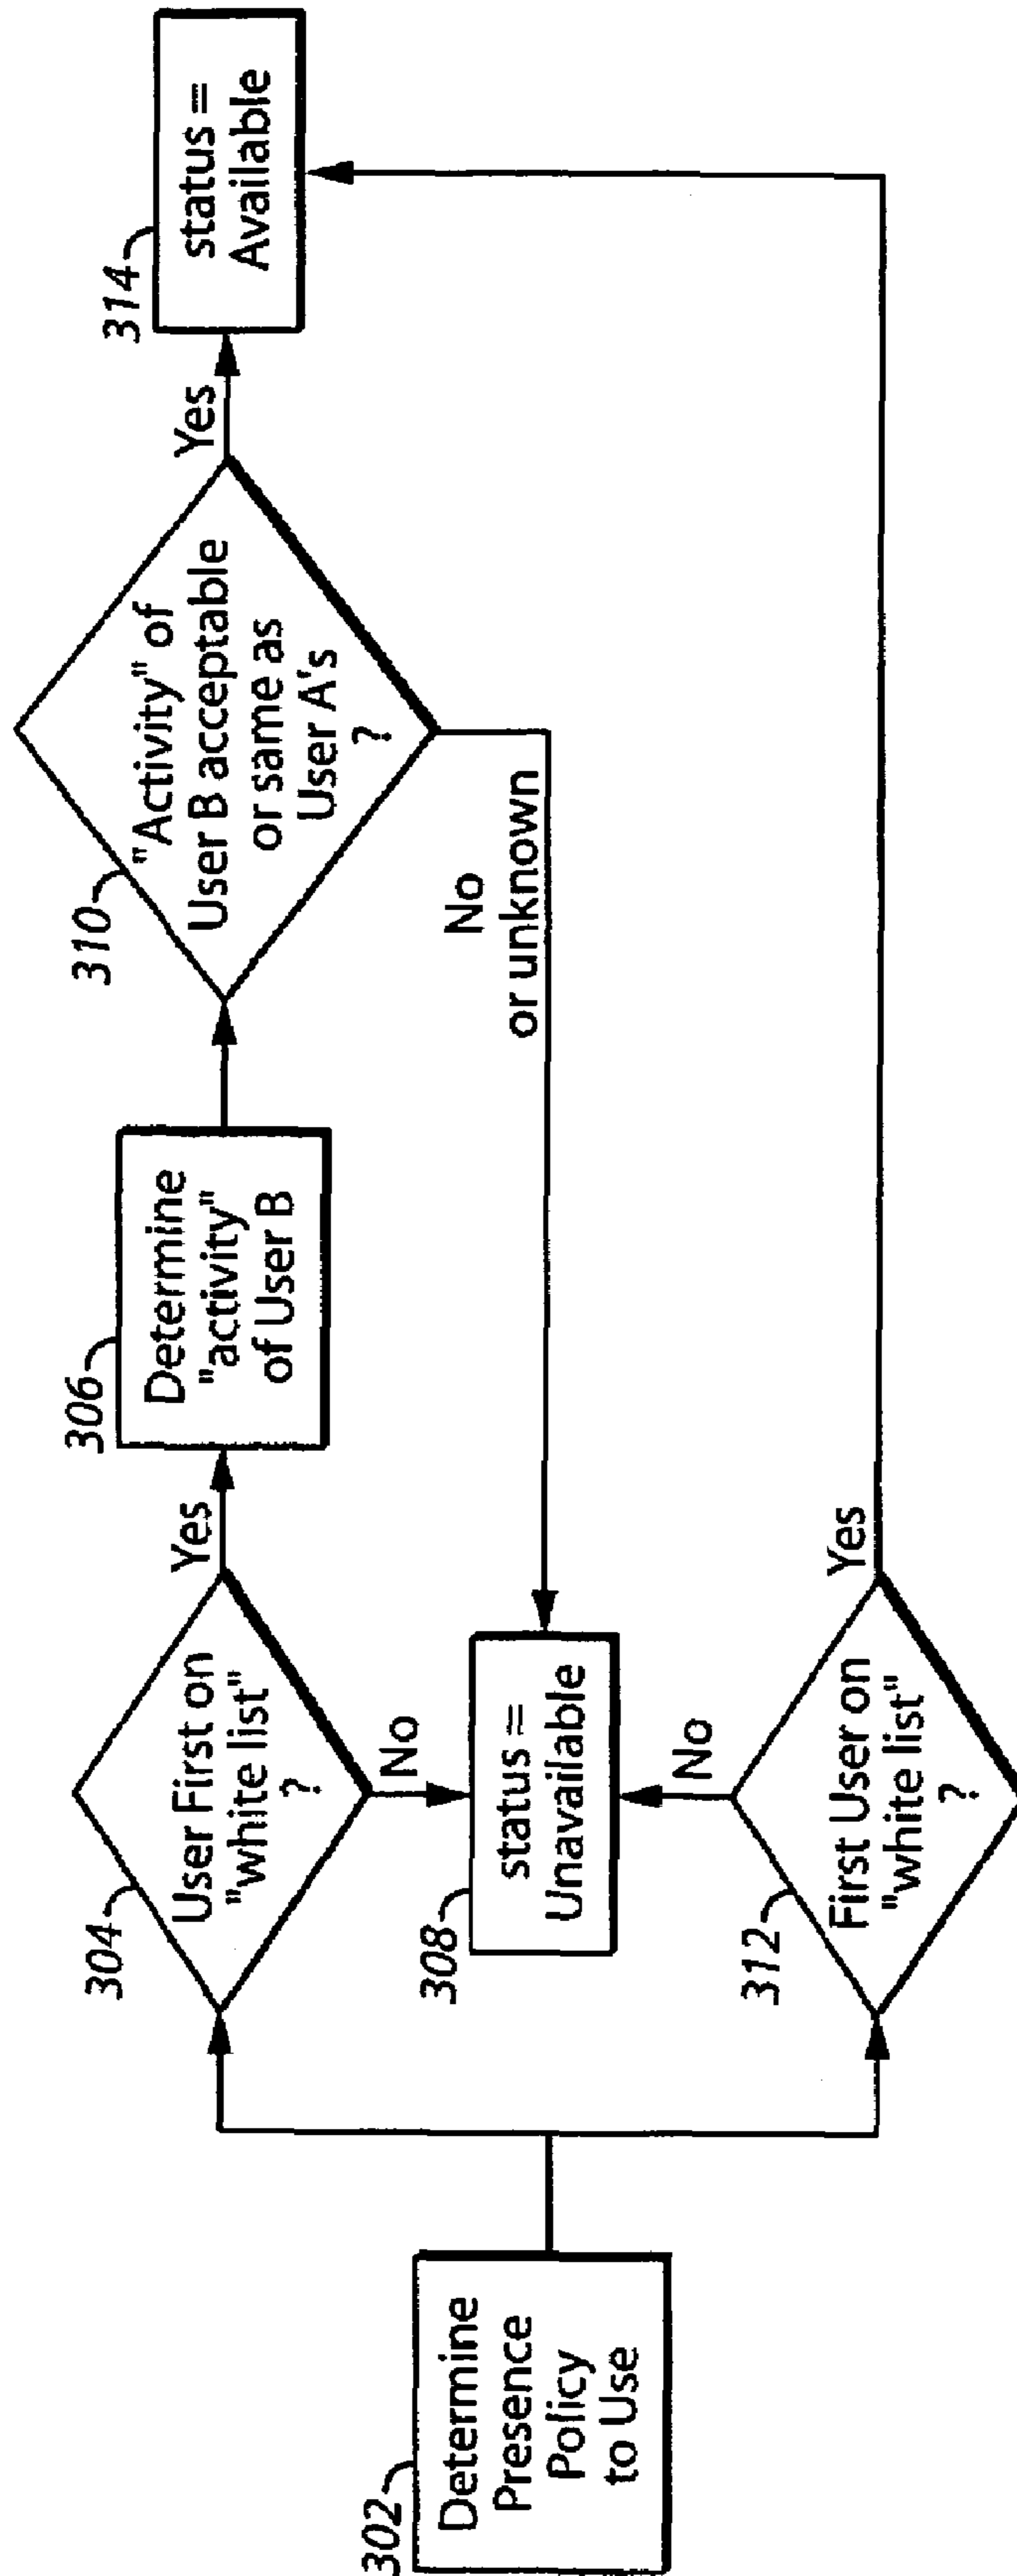 302
Determine
Presence
Policy
to Use
304
User First on
"white list"
?
Yes
No
306
Determine
"activity"
of User B
310
"Activity" of
User B acceptable
or same as
User A's
?
Yes
No
or unknown
314
status =
Available
308
status =
Unavailable
312
First User on
"white list"
?
No
Yes